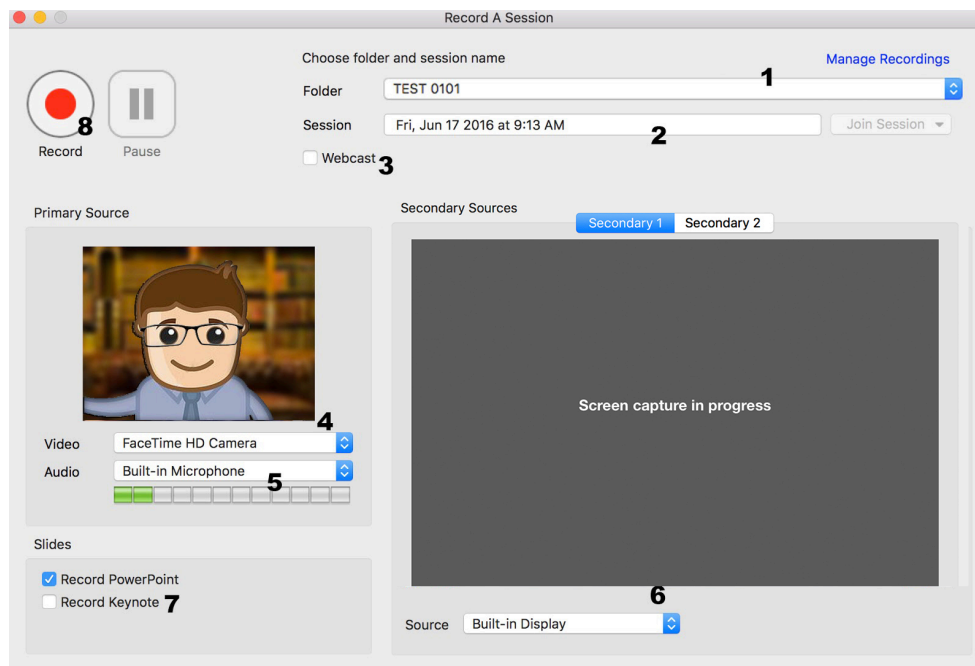 Record A Session
Choose folder and session name
Manage Recordings
1
Folder
TEST 0101
Session
Fri, Jun 17 2016 at 9:13 AM
2
Join Session
8
Record
Pause
Webcast
3
Primary Source
Secondary Sources
Secondary 1
Secondary 2
Screen capture in progress
4
Video
FaceTime HD Camera
Audio
Built-in Microphone
5
Slides
Record PowerPoint
Record Keynote
7
6
Source
Built-in Display